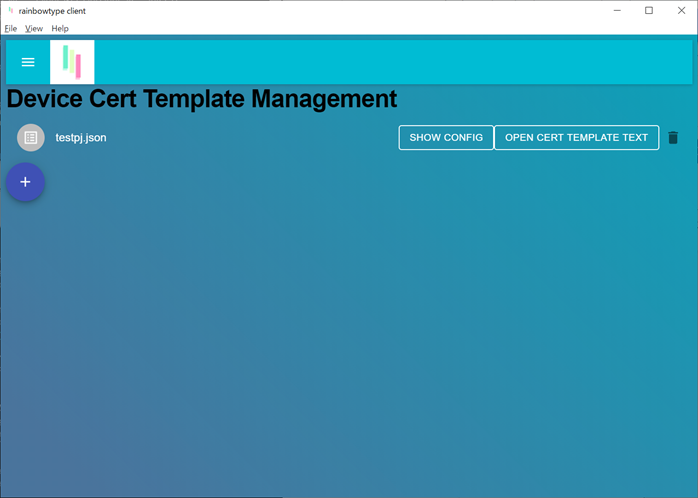 rainbowtype client
File View Help
Device Cert Template Management
testpj.json SHOW CONFIG OPEN CERT TEMPLATE TEXT
+